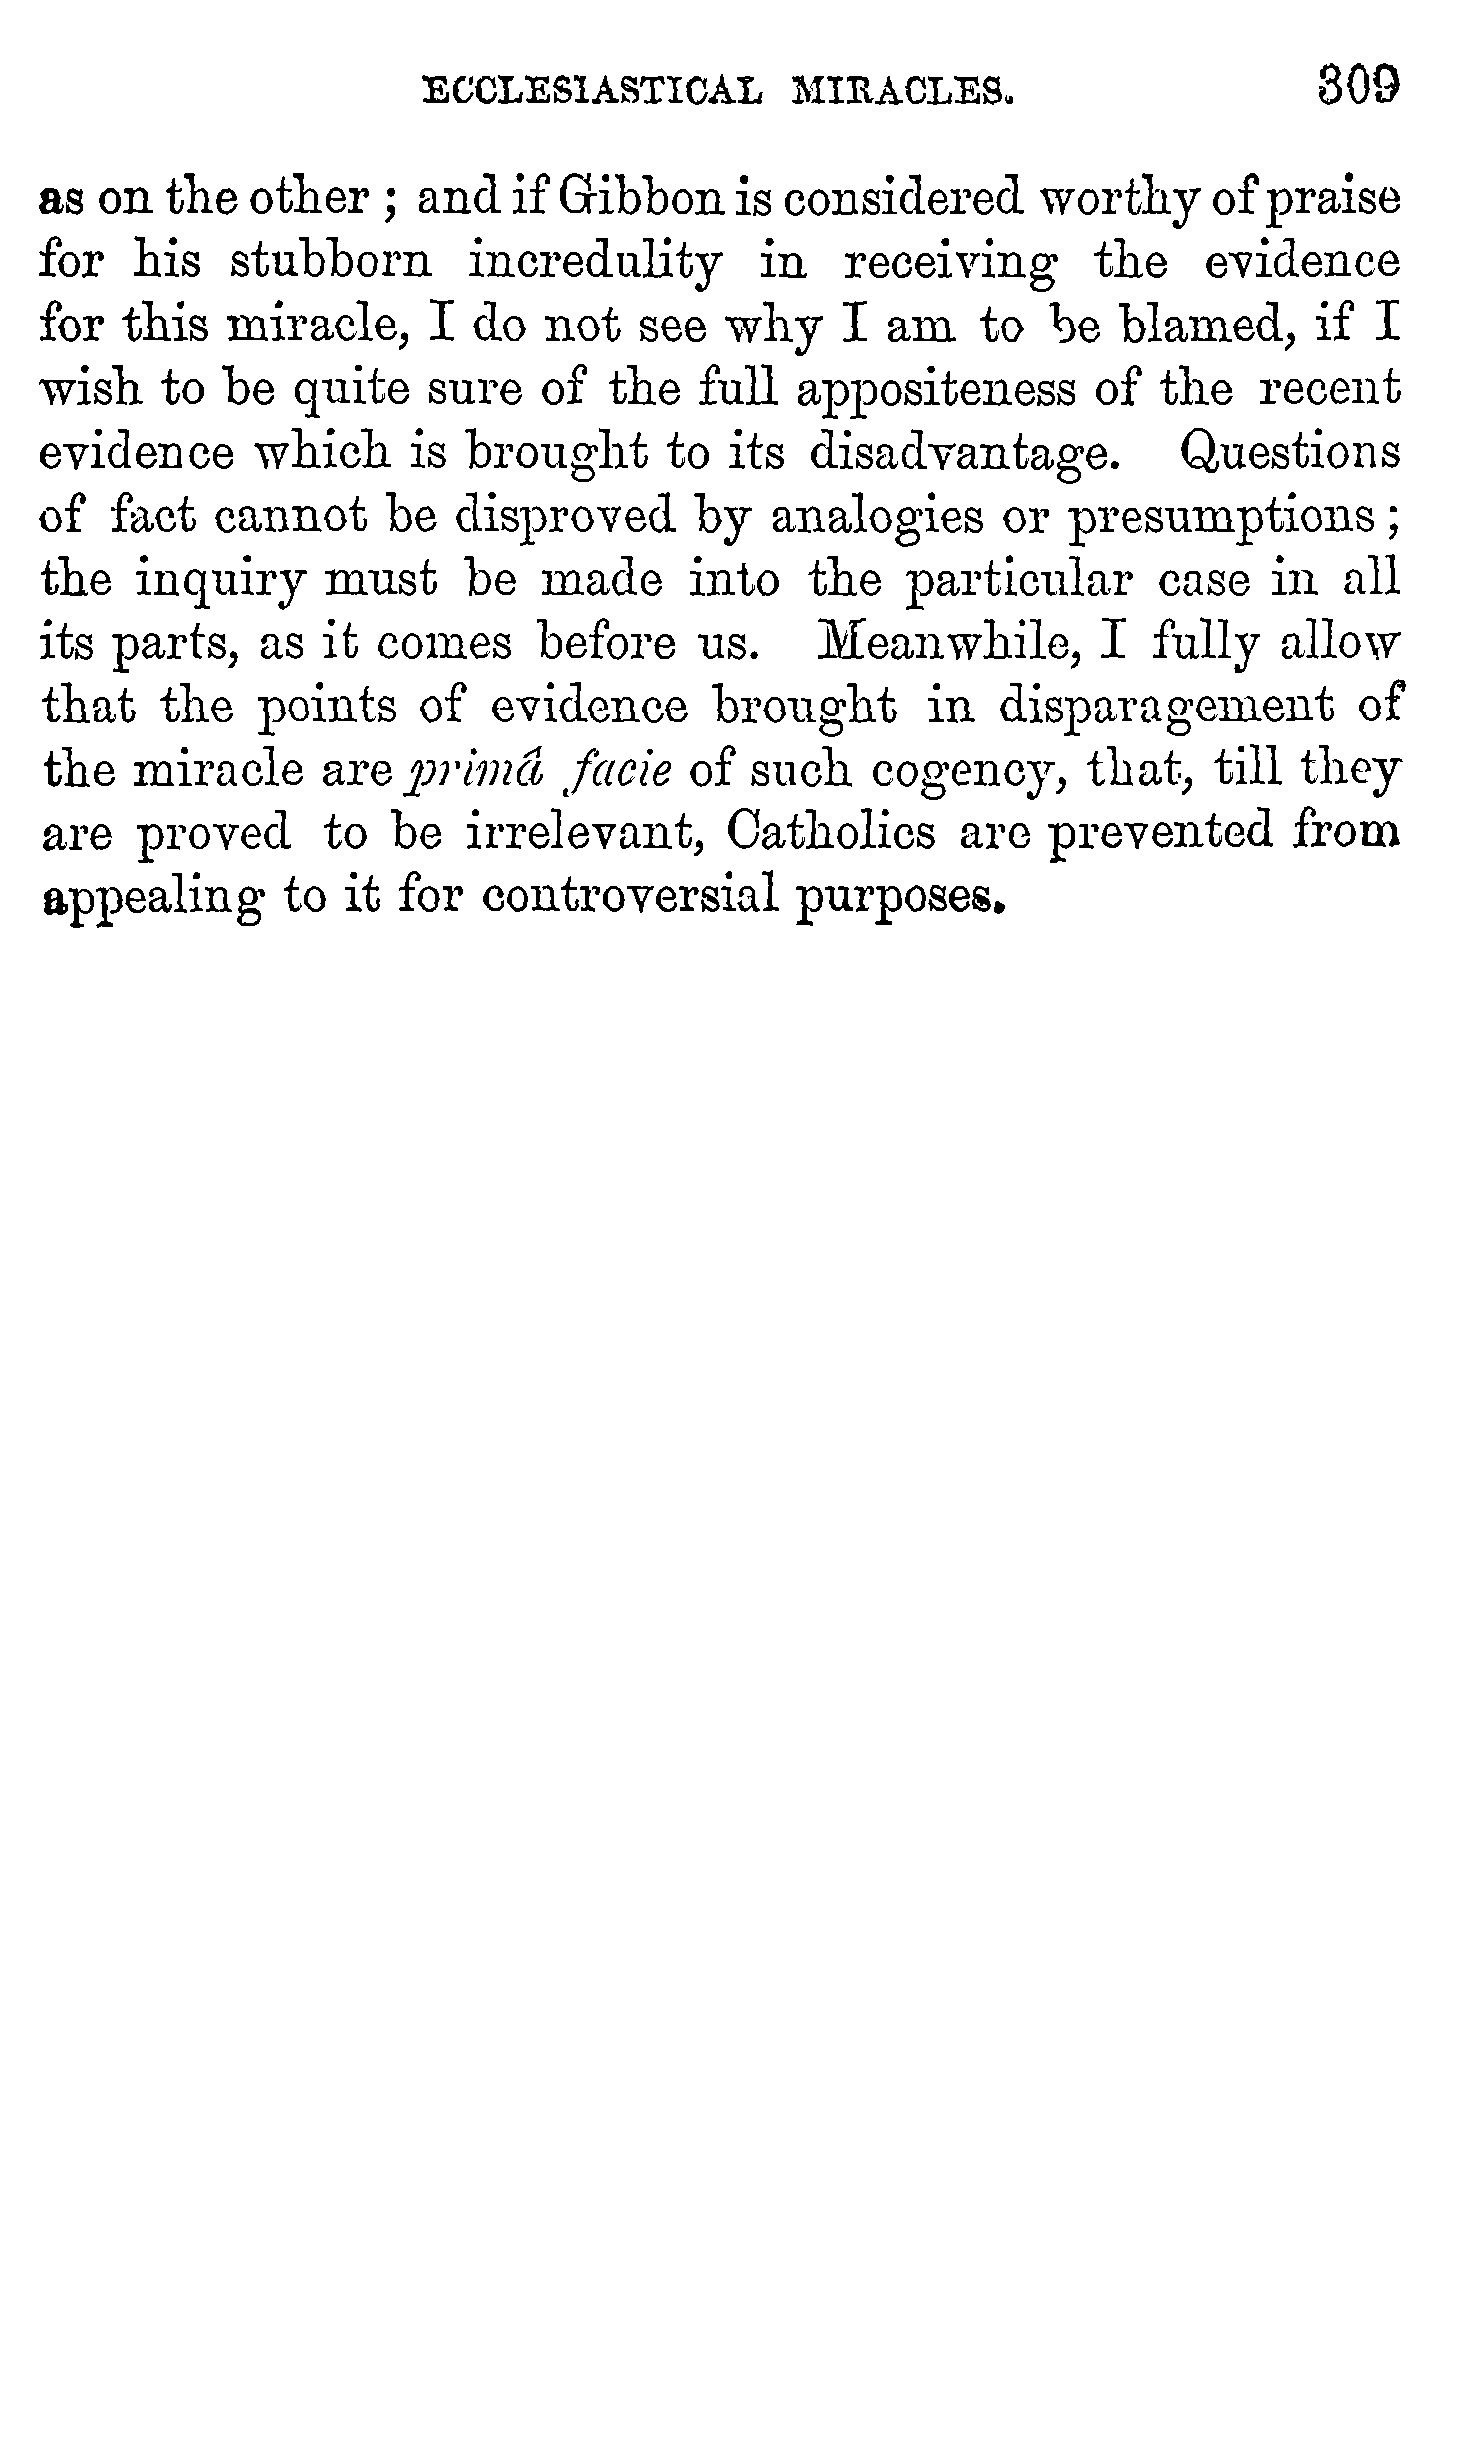 ECCLESIASTICAL MIRACLES. 309
as on the other ; and if Gibbon is considered worthy of praise
for his stubborn incredulity in receiving the evidence
for this miracle, I do not see why I am to be blamed, if I
wish to be quite sure of the full appositeness of the recent
evidence which is brought to its disadvantage. Questions
of fact cannot be disproved by analogies or presumptions ;
the inquiry must be made into the particular case in all
its parts, as it comes before us. Meanwhile, I fully allow
that the points of evidence brought in disparagement of
the miracle are primâ facie of such cogency, that, till they
are proved to be irrelevant, Catholics are prevented from
appealing to it for controversial purposes.